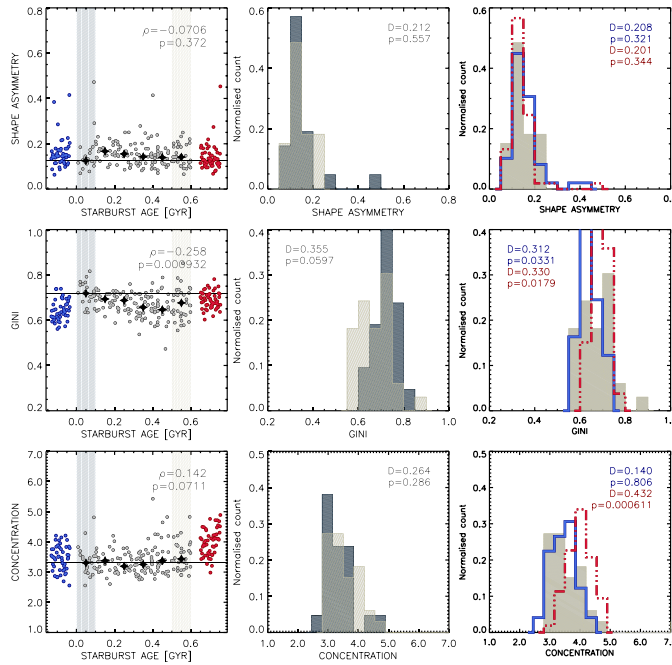 ρ=−0.0706
p=0.372
SHAPE ASYMMETRY
0.8
0.6
0.4
0.2
0.0
0.0 0.2 0.4 0.6
STARBURST AGE [GYR]
D=0.212
p=0.557
Normalised count
0.6
0.4
0.2
0.0
0.0 0.2 0.4 0.6 0.8
SHAPE ASYMMETRY
D=0.208
p=0.321
D=0.201
p=0.344
Normalised count
0.6
0.4
0.2
0.0
0.0 0.2 0.4 0.6 0.8
SHAPE ASYMMETRY
ρ=−0.258
p=0.000932
GINI
1.0
0.8
0.6
0.4
0.2
0.0 0.2 0.4 0.6
STARBURST AGE [GYR]
D=0.355
p=0.0597
Normalised count
0.4
0.3
0.2
0.1
0.0
0.2 0.4 0.6 0.8 1.0
GINI
D=0.312
p=0.0331
D=0.330
p=0.0179
Normalised count
0.4
0.3
0.2
0.1
0.0
0.2 0.4 0.6 0.8 1.0
GINI
ρ=0.142
p=0.0711
CONCENTRATION
7.0
6.0
5.0
4.0
3.0
2.0
1.0
0.0 0.2 0.4 0.6
STARBURST AGE [GYR]
D=0.264
p=0.286
Normalised count
0.5
0.4
0.3
0.2
0.1
0.0
1.0 2.0 3.0 4.0 5.0 6.0 7.0
CONCENTRATION
D=0.140
p=0.806
D=0.432
p=0.000611
Normalised count
0.5
0.4
0.3
0.2
0.1
0.0
1.0 2.0 3.0 4.0 5.0 6.0 7.
CONCENTRATION